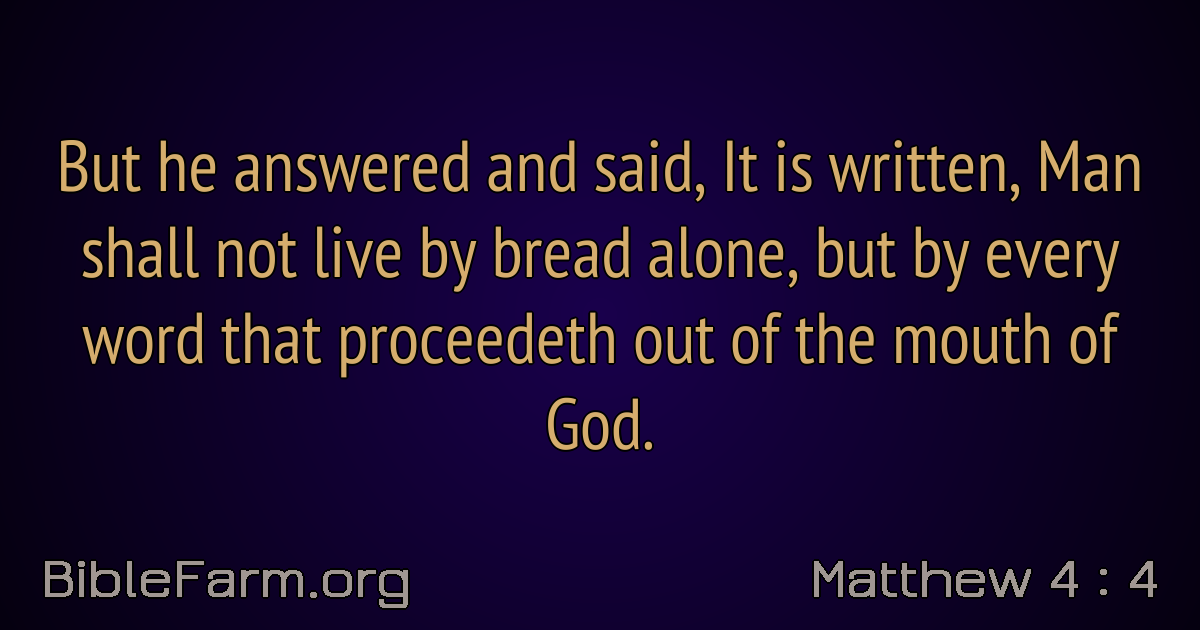 But he answered and said, It is written, Man
shall not live by bread alone, but by every
word that proceedeth out of the mouth of
God.
BibleFarm.org
Matthew 4 : 4